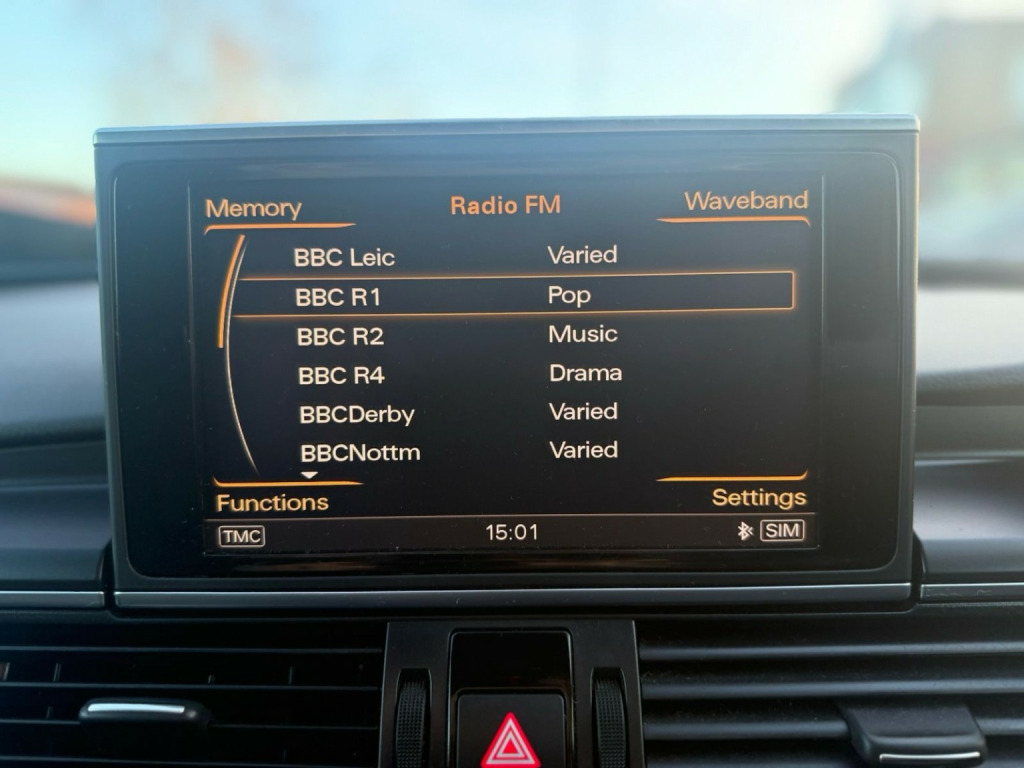 Memory Radio FM Waveband
BBC Leic Varied
BBC R1 Pop
BBC R2 Music
BBC R4 Drama
BBCDerby Varied
BBCNottm Varied
Functions Settings
TMC 15:01 SIM